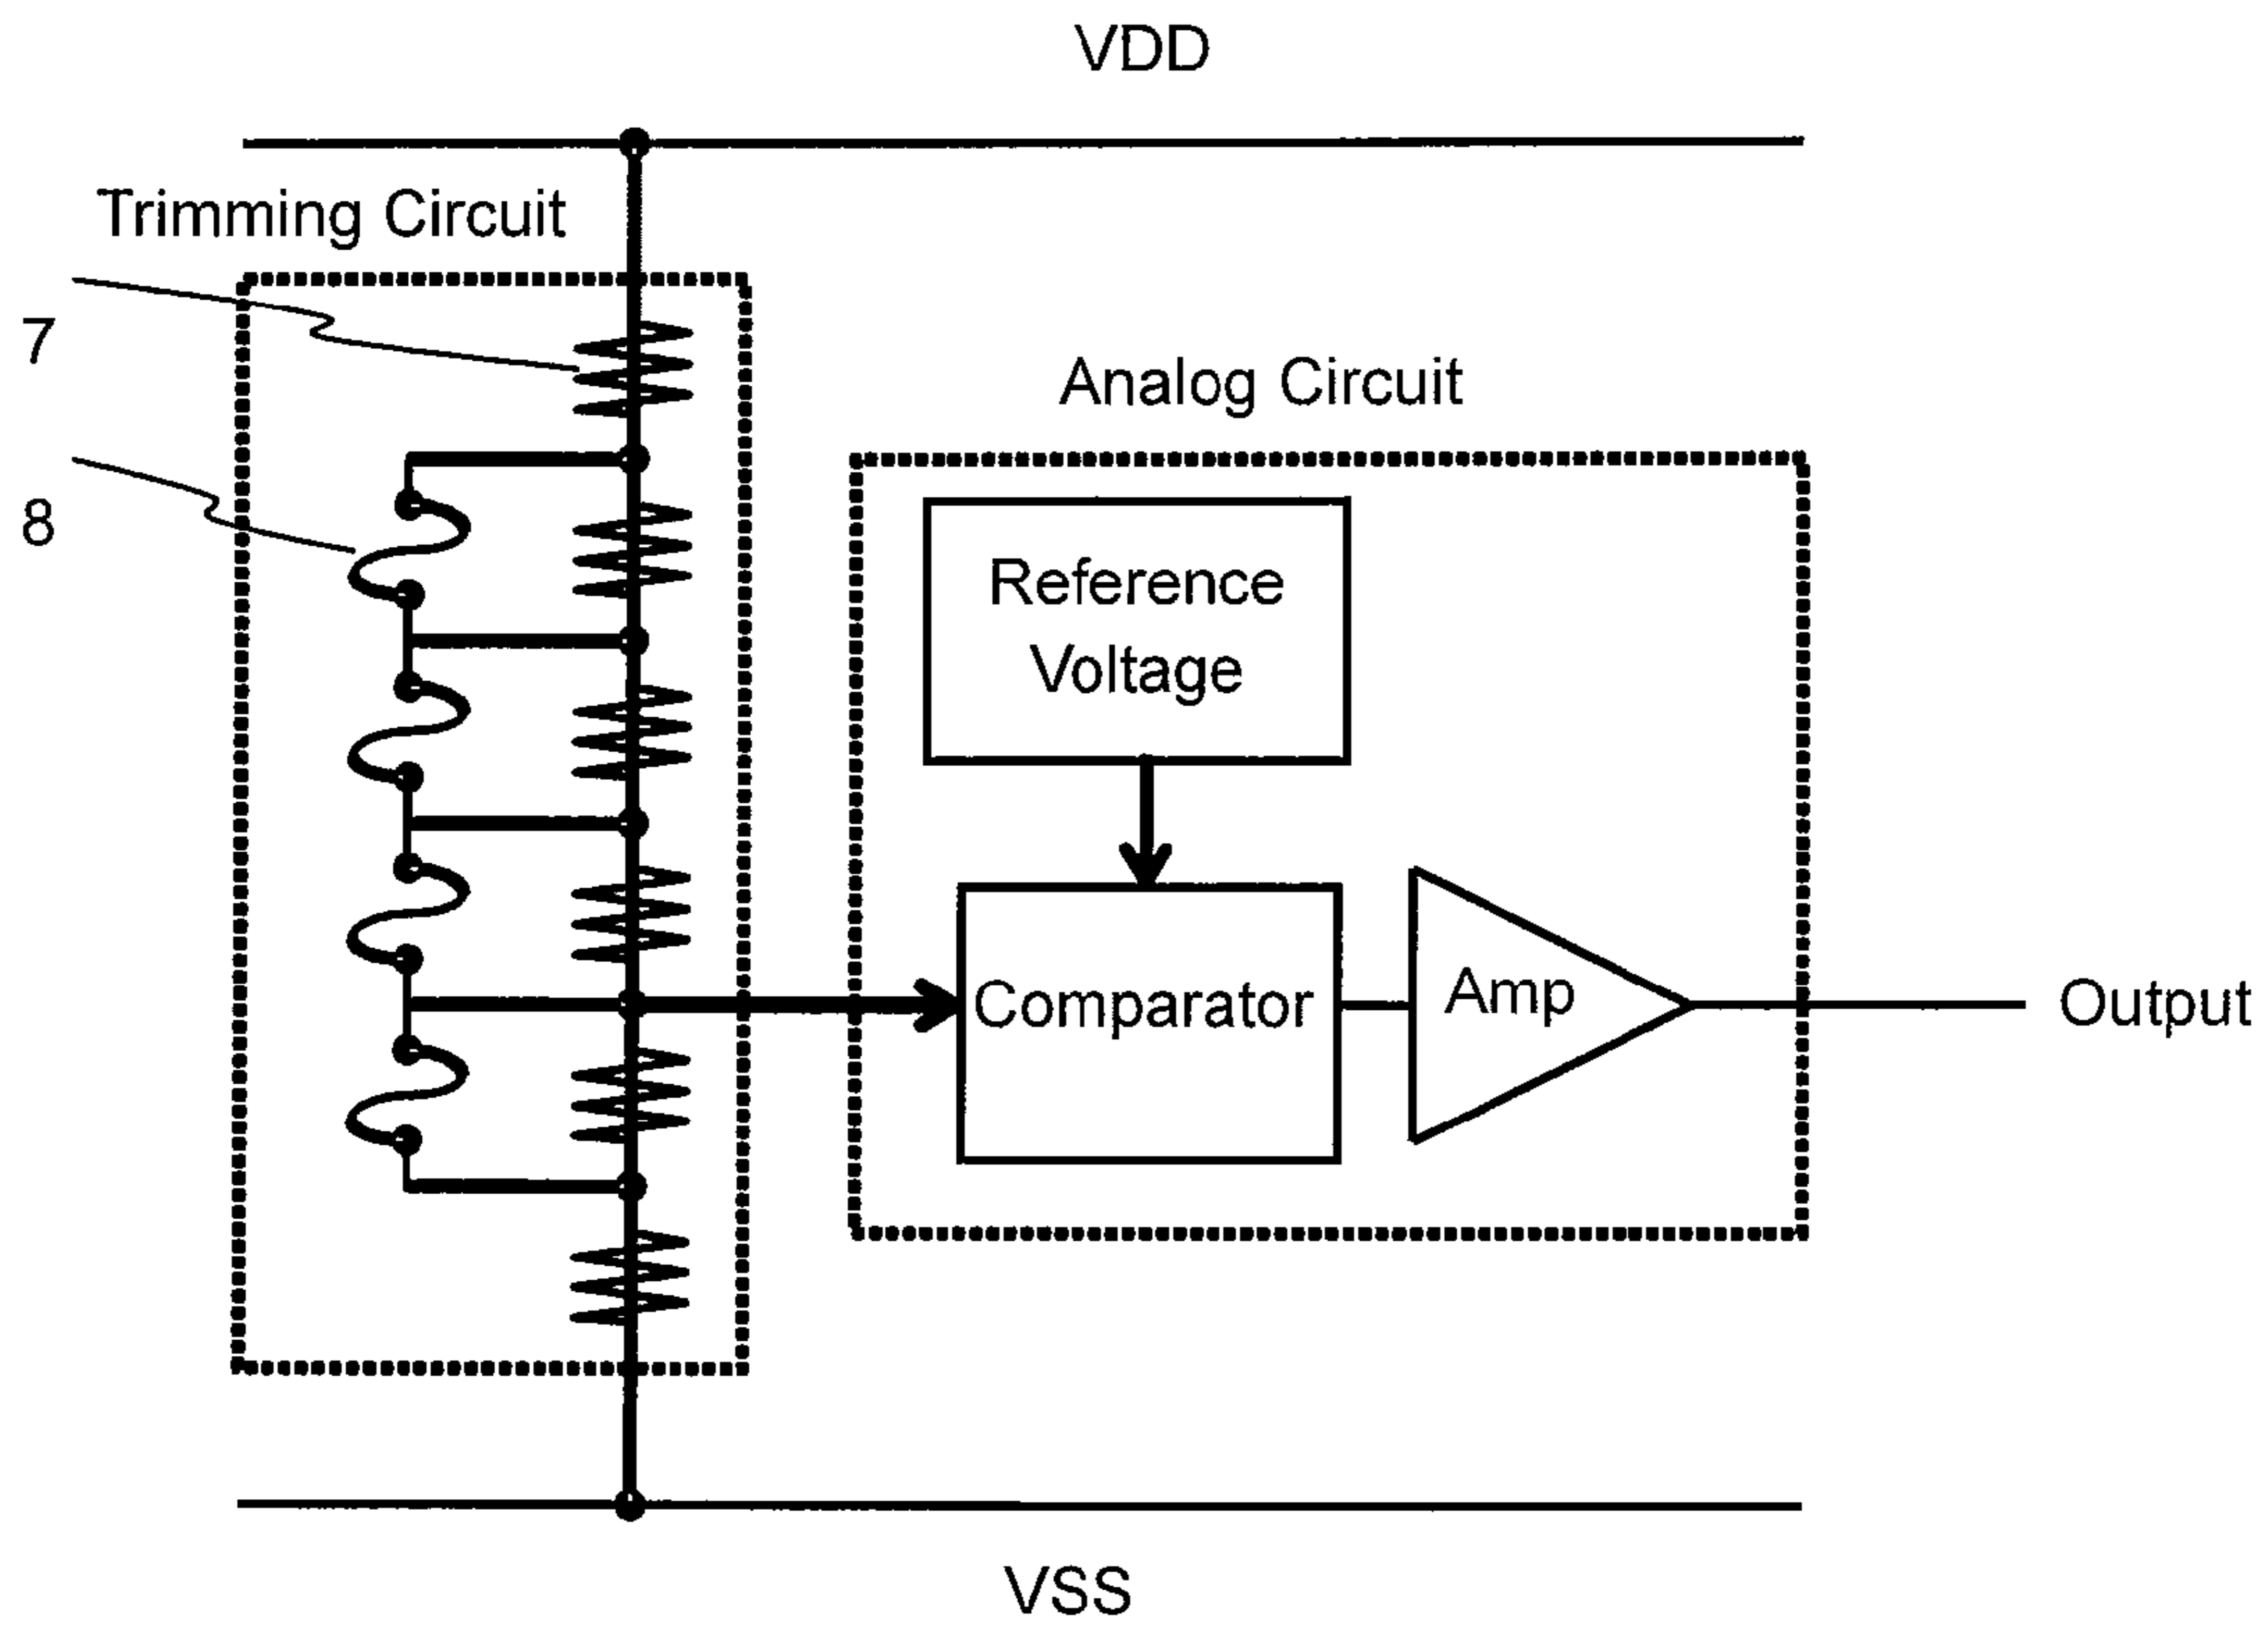 VDD
Trimming Circuit
7
Analog Circuit
8
Reference
Voltage
Comparator
Amp
Output
VSS